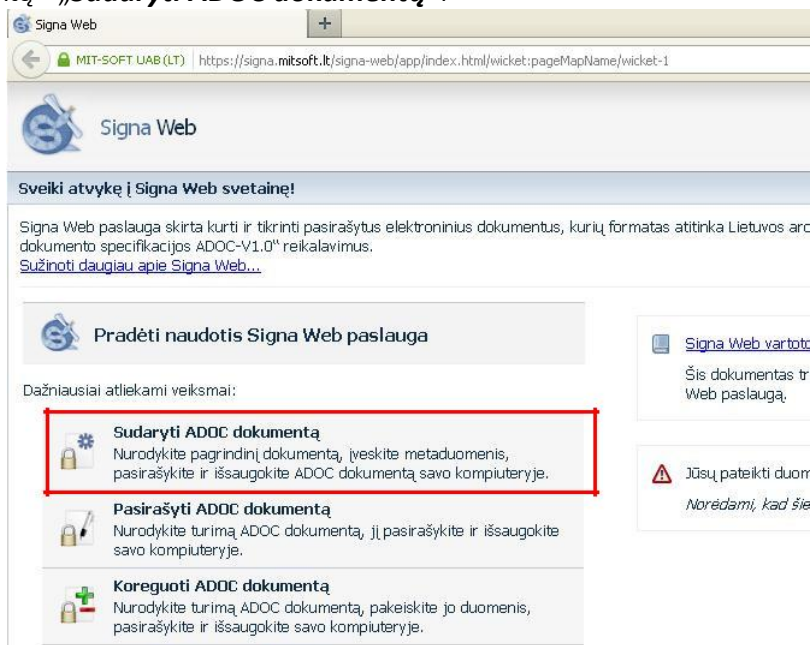 „Sudaryti ADOC dokumentą".
Signa Web
MIT-SOFT UAB (LT) https://signa.mitsoft.lt/signa-web/app/index.html/wicket:pageMapName/wicket-1
Signa Web
Sveiki atvykę į Signa Web svetainę!
Signa Web paslauga skirta kurti ir tikrinti pasirašytus elektroninius dokumentus, kurių formatas atitinka Lietuvos
dokumento specifikacijos ADOC-V1.0" reikalavimus.
Sužinoti daugiau apie Signa Web...
Pradėti naudotis Signa Web paslauga
Dažniausiai atliekami veiksmai:
Sudaryti ADOC dokumentą
Nurodykite pagrindinį dokumentą, įveskite metaduomenis,
pasirašykite ir išsaugokite ADOC dokumentą savo kompiuteryje.
Pasirašyti ADOC dokumentą
Nurodykite turimą ADOC dokumentą, jį pasirašykite ir išsaugokite
savo kompiuteryje.
Koreguoti ADOC dokumentą
Nurodykite turimą ADOC dokumentą, pakeiskite jo duomenis,
pasirašykite ir išsaugokite savo kompiuteryje.
Signa Web
Šis dokumentas
Web paslaugą.
Jūsų pateikti
Norėdami, kad